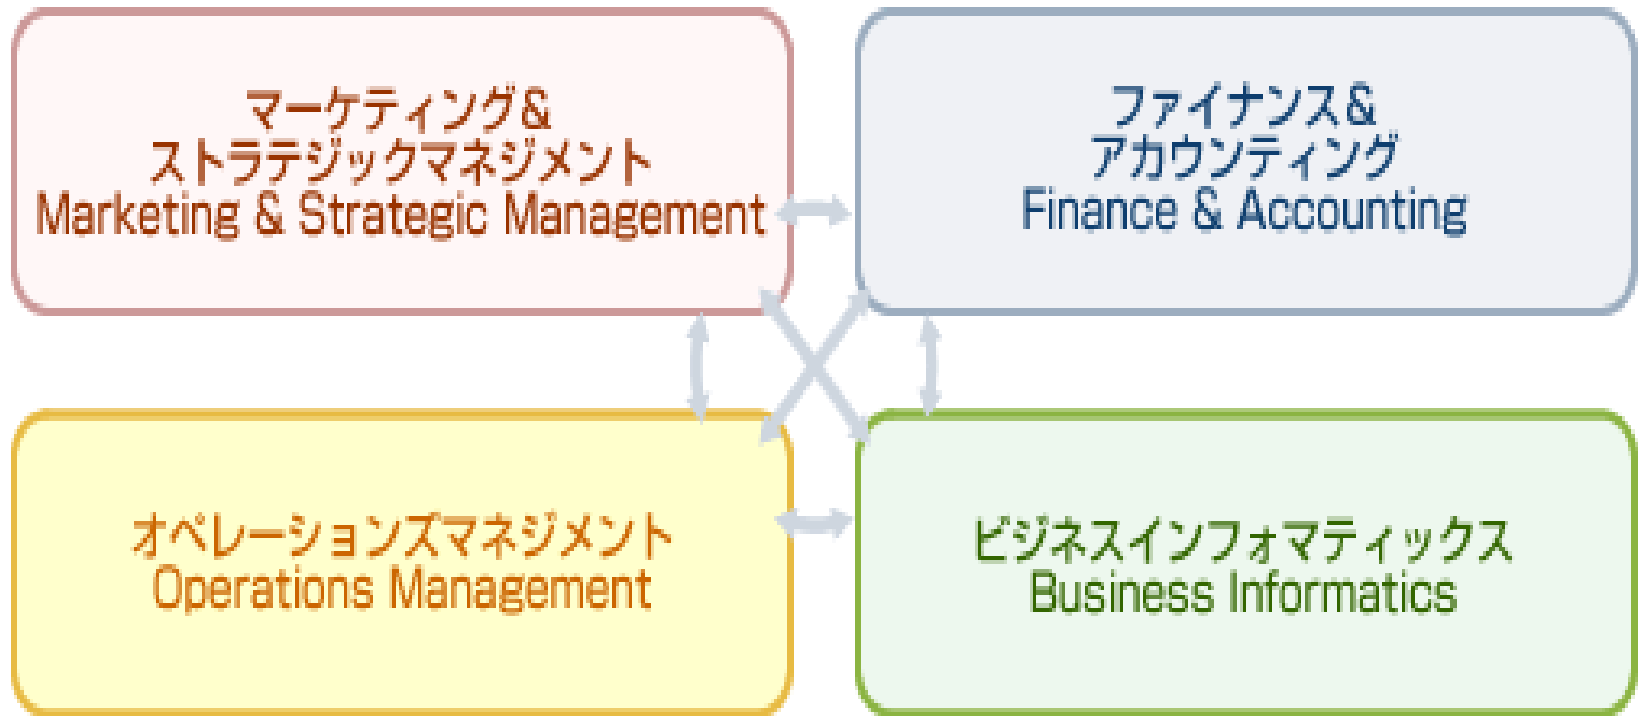 マーケティング＆
ストラテジックマネジメント
Marketing & Strategic Management
ファイナンス＆
アカウンティング
Finance & Accounting
オペレーションズマネジメント
Operations Management
ビジネスインフォマティックス
Business Informatics